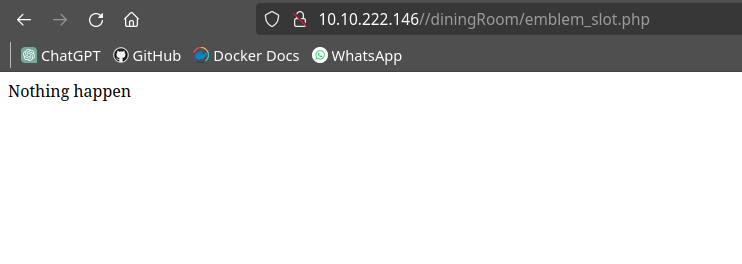 10.10.222.146//diningRoom/emblem_slot.php
ChatGPT GitHub Docker Docs WhatsApp
Nothing happen